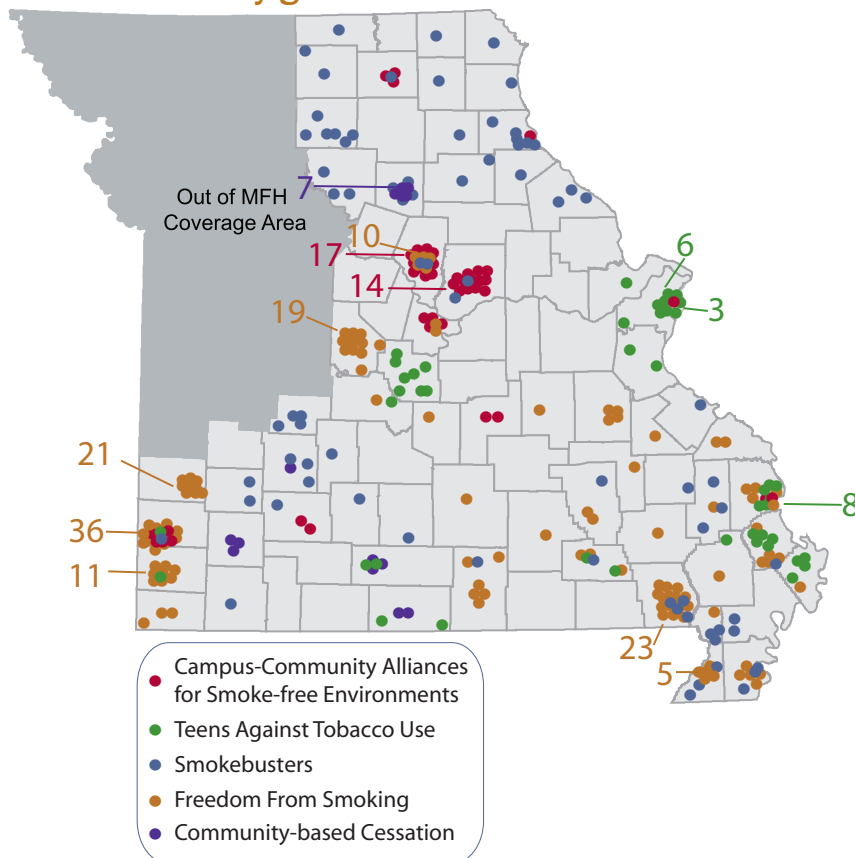 Out of MFH
Coverage Area
7
10
17
14
6
3
19
21
36
11
8
23
5
Campus-Community Alliances
for Smoke-free Environments
Teens Against Tobacco Use
Smokebusters
Freedom From Smoking
Community-based Cessation